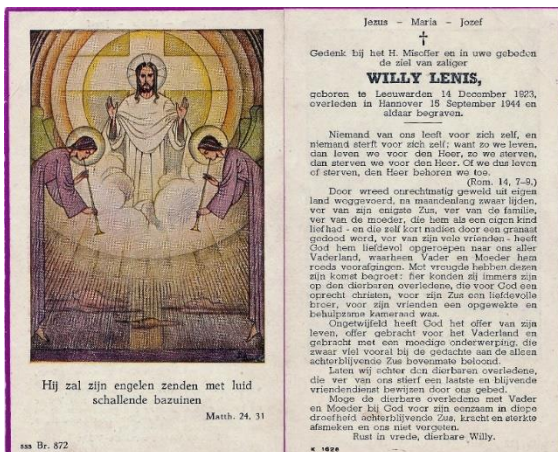 Hij zal zijn engelen zenden met luid
schallende bazuinen
Matth. 24, 31
sss Br. 872
Jezus - Maria - Jozef
Gedenk bij het H. Misoffer en in uwe gebeden
de ziel van zaliger
WILLY LENIS,
geboren te Leeuwarden 14 December 1923,
overleden in Hannover 15 September 1944 en
aldaar begraven.
Niemand van ons leeft voor zich zelf, en
niemand sterft voor zich zelf; want zo we leven,
dan leven we voor den Heer, zo we sterven,
dan sterven we voor den Heer. Of we dus leven
of sterven, den Heer behoren we toe.
(Rom. 14, 7-9.)
Door wreed onrechtmatig geweld uit eigen
land weggevoerd, na maandenlang zwaar lijden,
ver van zijn enigste Zus, ver van de familie,
ver van de moeder, die hem als een eigen kind
liefhad - en die zelf kort nadien door een granaat
gedood werd, ver van zijn vele vrienden - heeft
God hem liefdevol opgeroepen naar ons aller
Vaderland, waarheen Vader en Moeder hem
reeds voorafgingen. Met vreugde hebben dezen
zijn komst begroet: fier konden zij immers zijn
op den dierbaren overledene, die voor God een
oprecht christen, voor zijn Zus een liefdevolle
broer, voor zijn vrienden een opgewekte en
behulpzame kameraad was.
Ongetwijfeld heeft God het offer van zijn
leven, offer gebracht voor het Vaderland en
gebracht met een moedige onderwerping, die
zwaar viel vooral bij de gedachte aan de alleen
achterblijvende Zus bovenmate beloond.
Laten wij achter den dierbaren overledene,
die ver van ons stierf een laatste en blijvende
vriendendienst bewijzen door ons gebed.
Moge de dierbare overledene met Vader
en Moeder bij God voor zijn eenzaam in diepe
droefheid achterblijvende Zus, kracht en sterkte
afsmeken en ons niet vergeten.
Rust in vrede, dierbare Willy.
K 1628